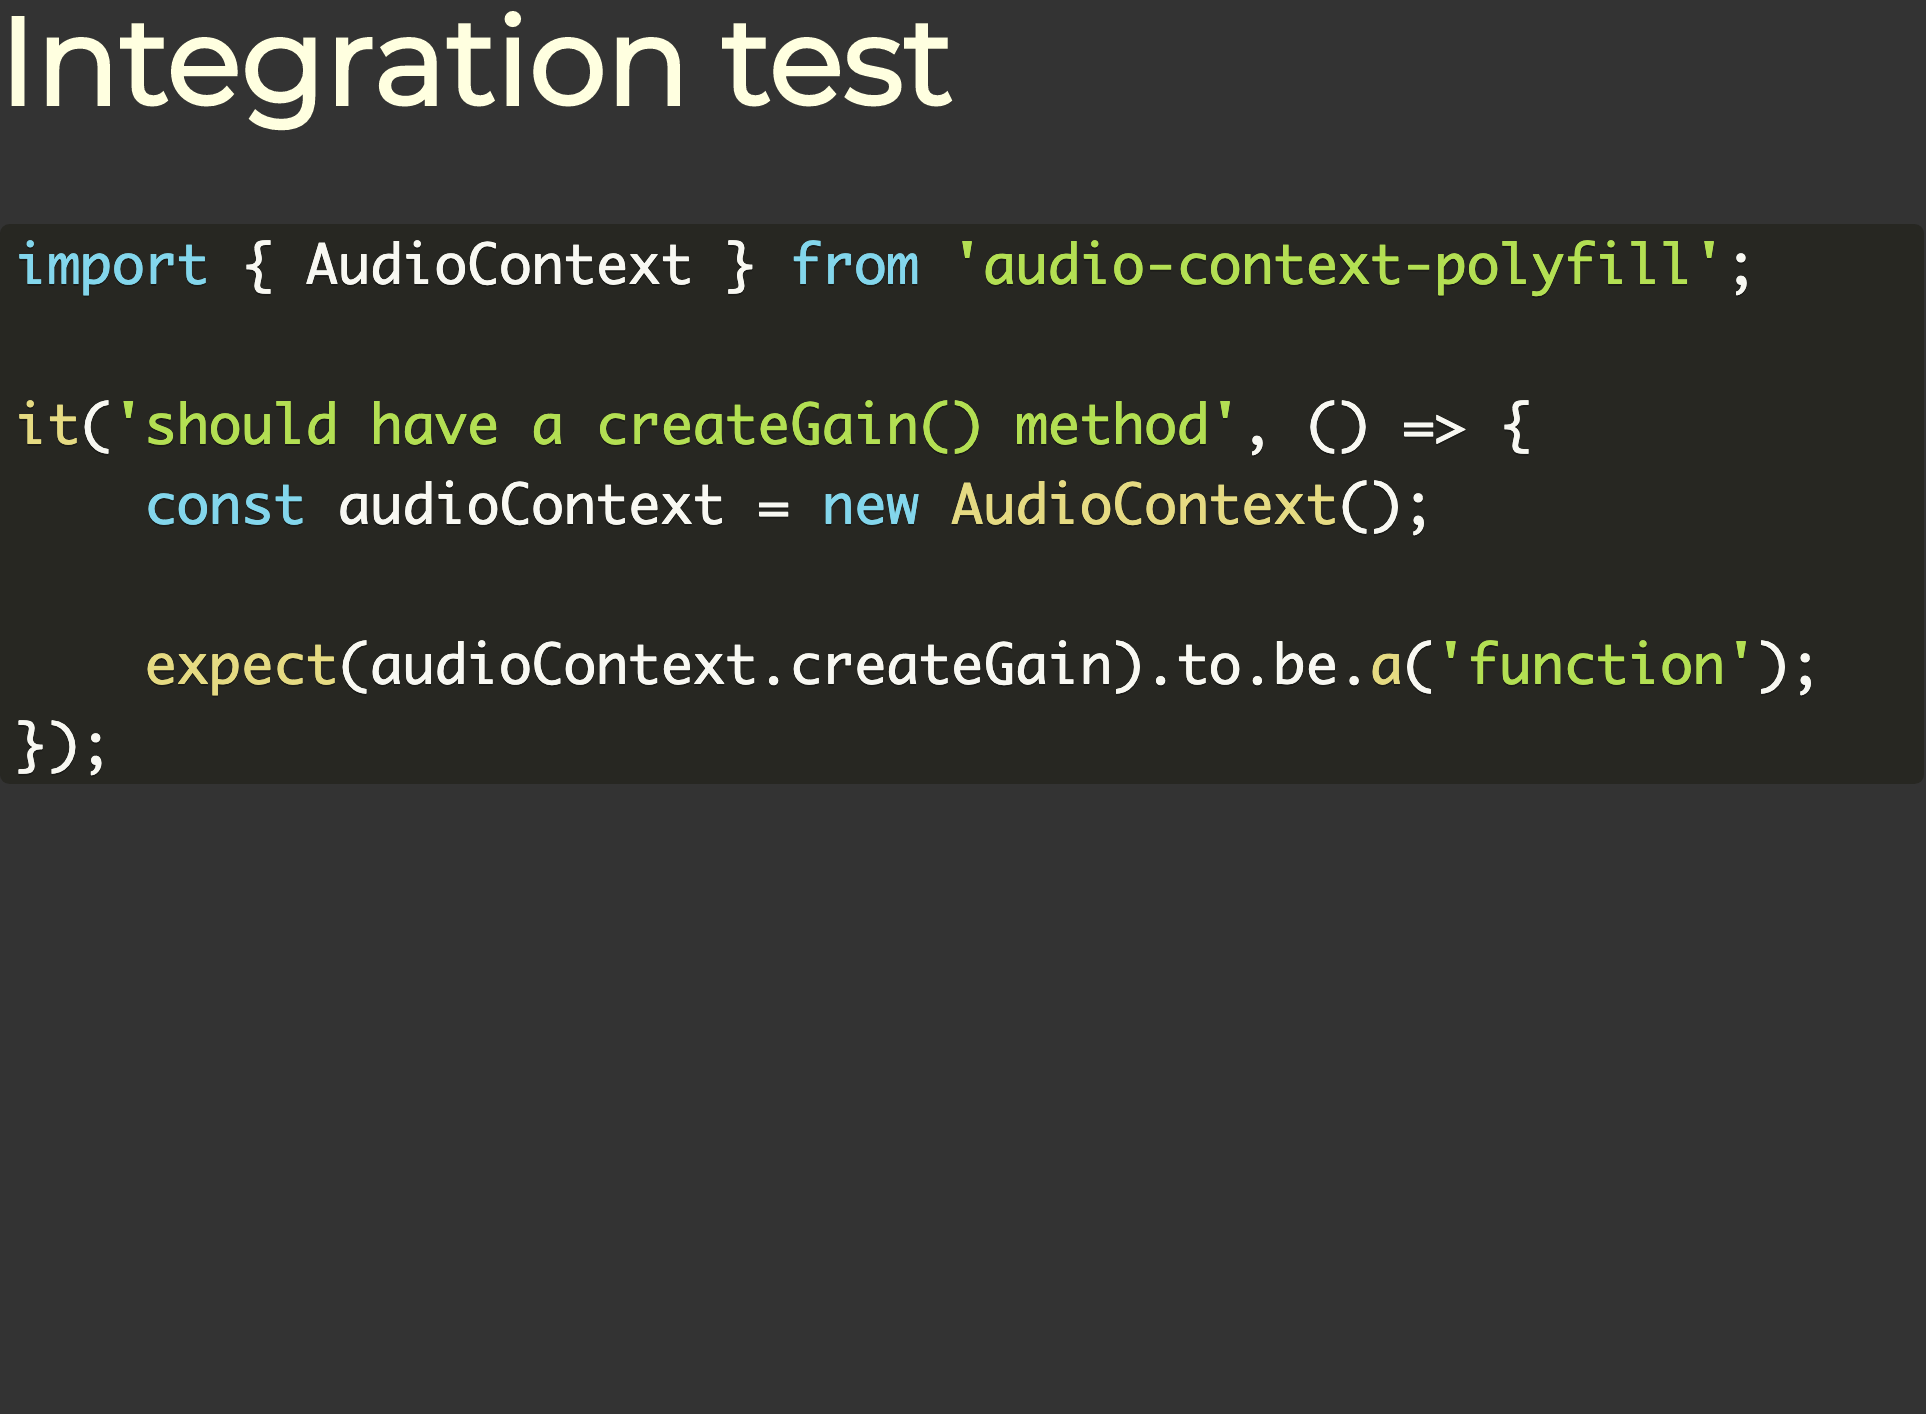 Integration test
import { AudioContext } from 'audio-context-polyfill';
it('should have a createGain() method', () => {
    const audioContext = new AudioContext();
    expect(audioContext.createGain).to.be.a('function');
});